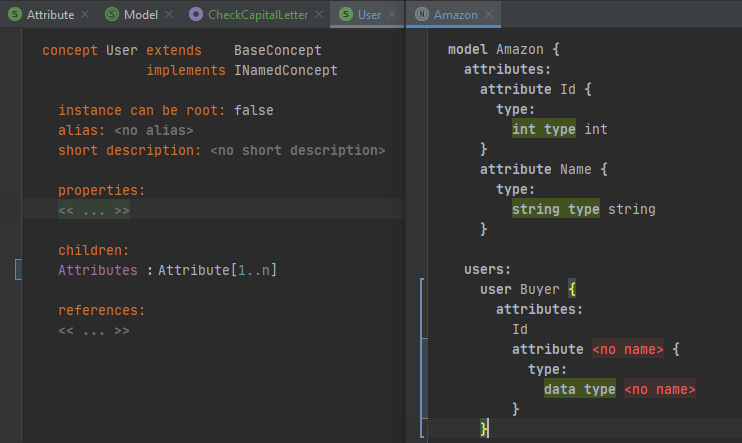 Attribute Model CheckCapitalLetter User Amazon
concept User extends BaseConcept
implements INamedConcept
instance can be root: false
alias: <no alias>
short description: <no short description>
properties:
<< ... >>
children:
Attributes : Attribute[1..n]
references:
<< ... >>
model Amazon {
attributes:
attribute Id {
type:
int type int
}
attribute Name {
type:
string type string
}
users:
user Buyer {
attributes:
Id
attribute <no name> {
type:
data type <no name>
}
}